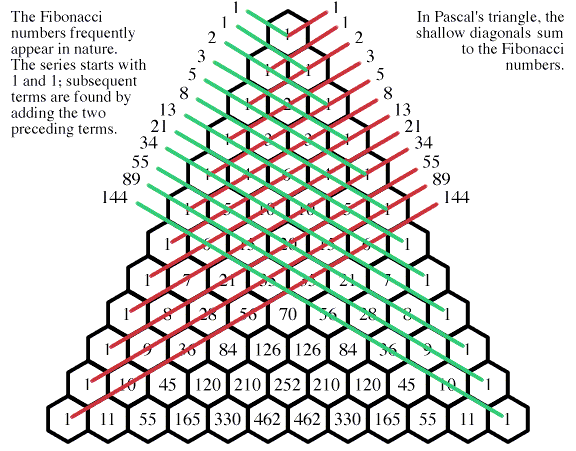 The Fibonacci
numbers frequently
appear in nature.
The series starts with
1 and 1; subsequent
terms are found by
adding the two
preceding terms.
In Pascal's triangle, the
shallow diagonals sum
to the Fibonacci
numbers.
1 1
1 1
2 2
3 3
5 5
8 8
13 13
21 21
34 34
55 55
89 89
144 144
1
1 1
1 2 1
1 3 3 1
1 4 6 4 1
1 5 10 10 5 1
1 6 15 20 15 6 1
1 7 21 35 35 21 7 1
1 8 28 56 70 56 28 8 1
1 9 36 84 126 126 84 36 9 1
1 10 45 120 210 252 210 120 45 10 1
1 11 55 165 330 462 462 330 165 55 11 1